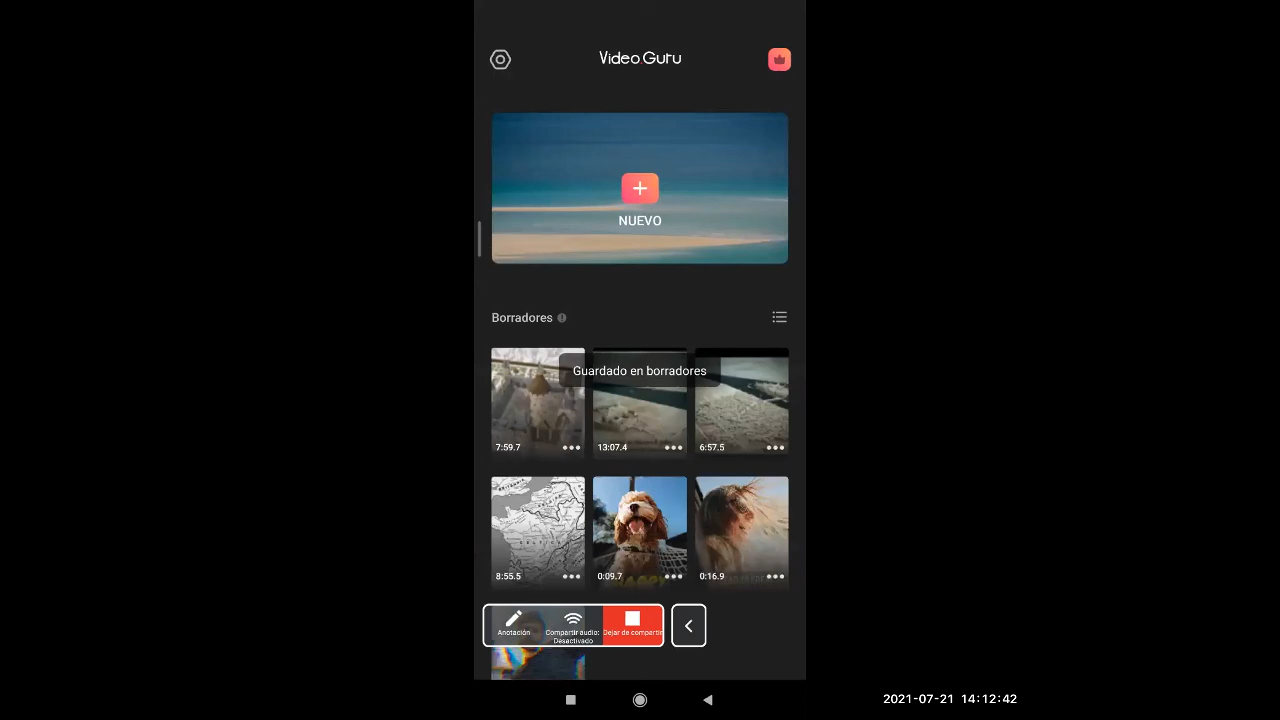 Video.Guru
NUEVO
Borradores
Guardado en borradores
7:59.7
13:07.4
6:57.5
8:55.5
0:09.7
0:16.9
Anotación
Compartir audio:
Desactivado
Dejar de compartir
2021-07-21 14:12:42